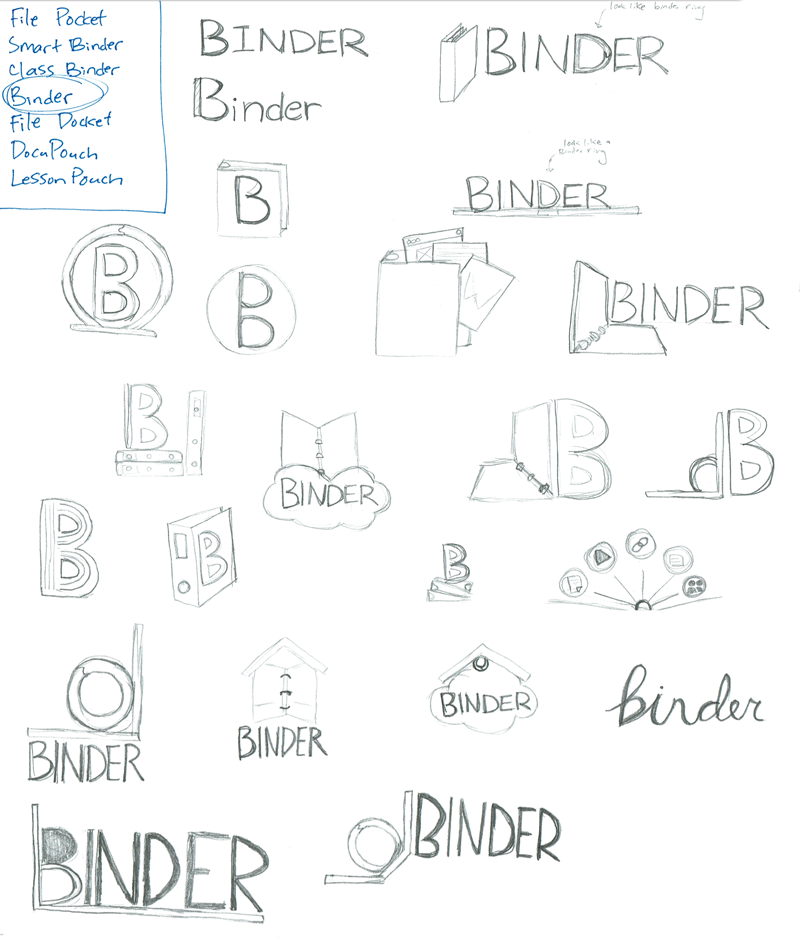 File Pocket
Smart Binder
Class Binder
Binder
File Docket
DocuPouch
Lesson Pouch
look like binder ring
BINDER
BINDER
Binder
look like a
Binder ring
B
BINDER
B
B
BINDER
B
BINDER
B
B
B
B
B
BINDER
BINDER
BINDER
binder
BINDER
BINDER